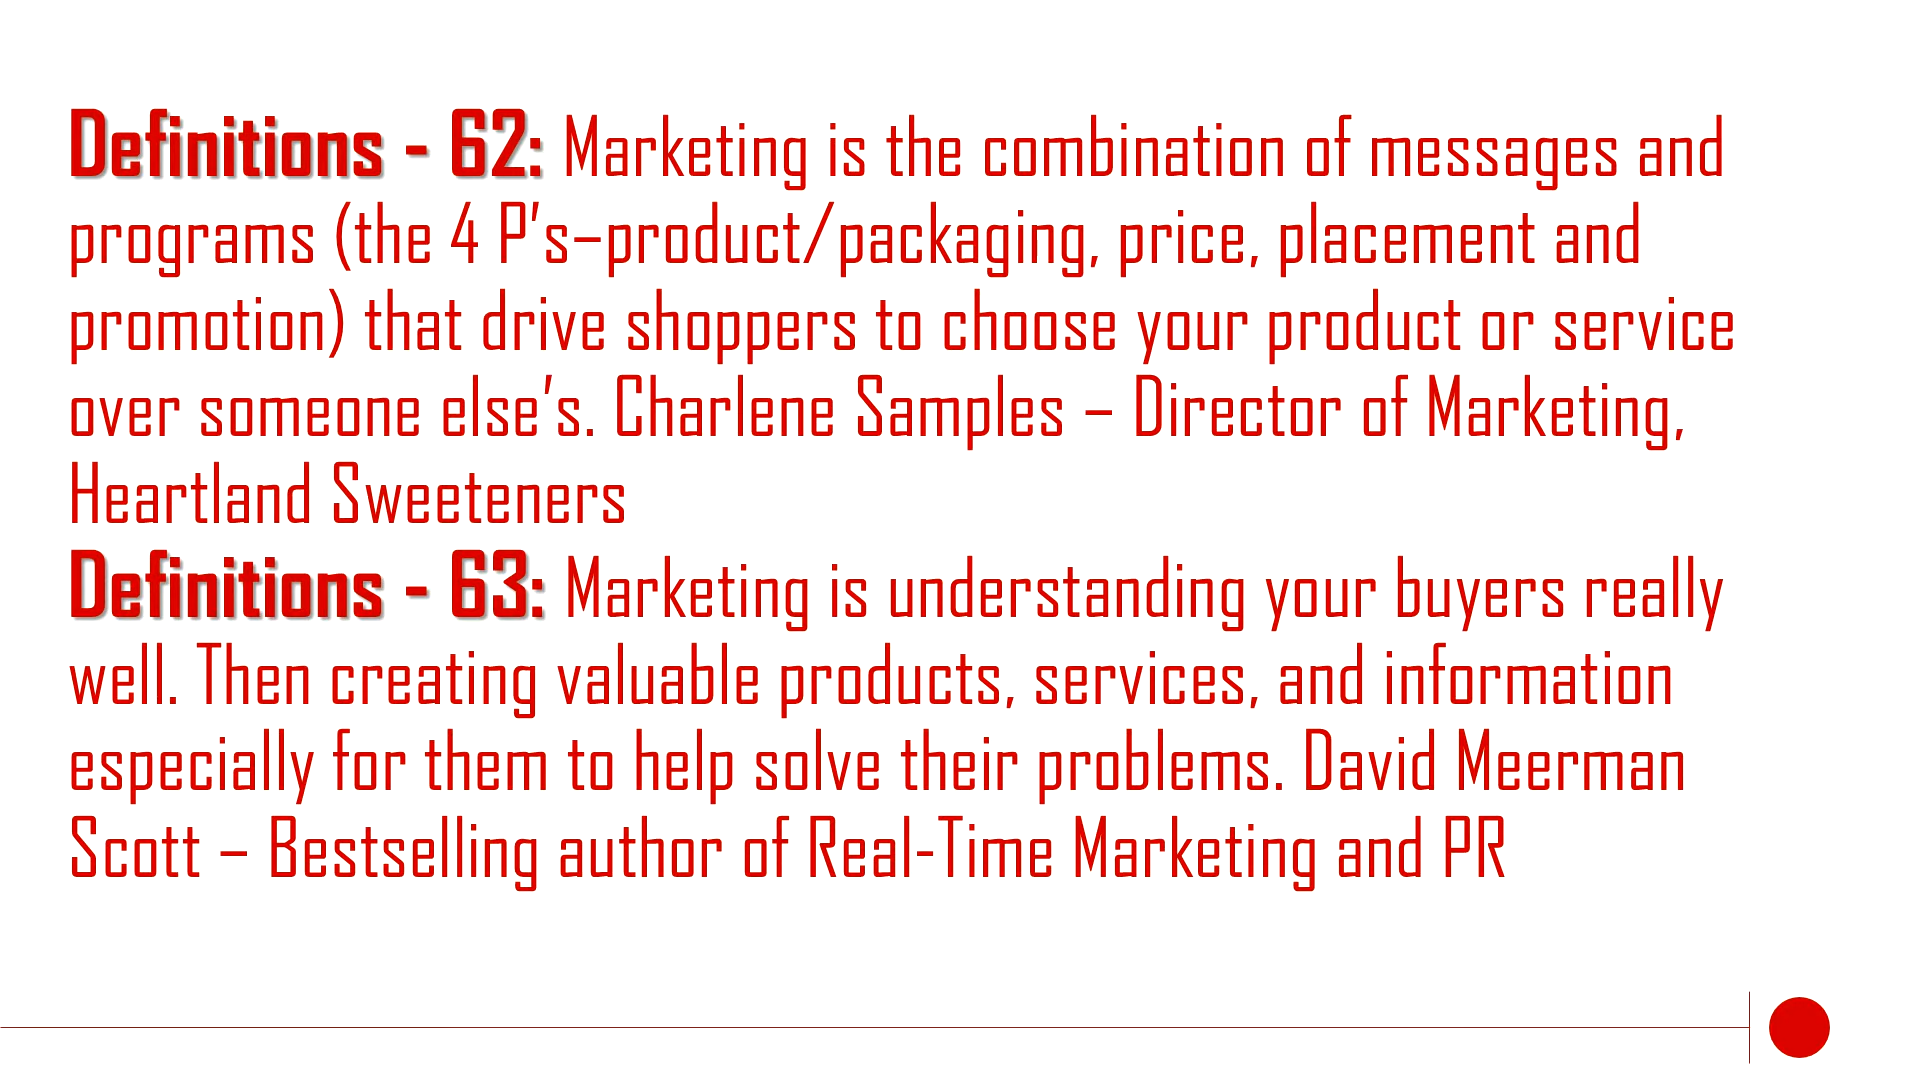 Definitions - 62: Marketing is the combination of messages and
programs (the 4 P's–product/packaging, price, placement and
promotion) that drive shoppers to choose your product or service
over someone else's. Charlene Samples – Director of Marketing,
Heartland Sweeteners
Definitions - 63: Marketing is understanding your buyers really
well. Then creating valuable products, services, and information
especially for them to help solve their problems. David Meerman
Scott – Bestselling author of Real-Time Marketing and PR